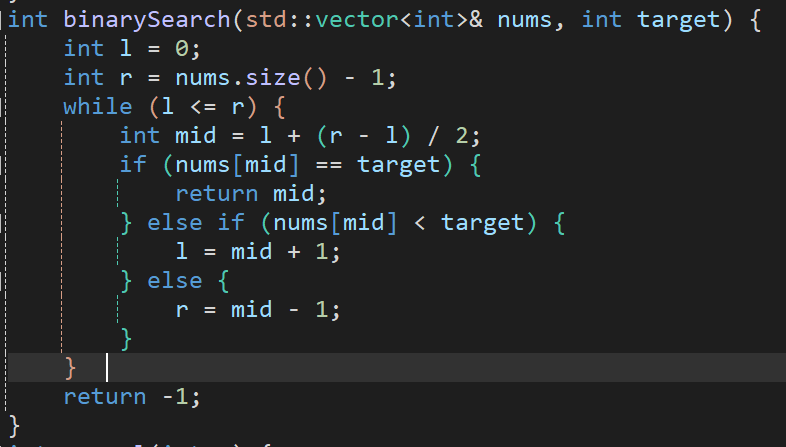 int binarySearch(std::vector<int>& nums, int target) {
    int l = 0;
    int r = nums.size() - 1;
    while (l <= r) {
        int mid = l + (r - l) / 2;
        if (nums[mid] == target) {
            return mid;
        } else if (nums[mid] < target) {
            l = mid + 1;
        } else {
            r = mid - 1;
        }
    }
    return -1;
}